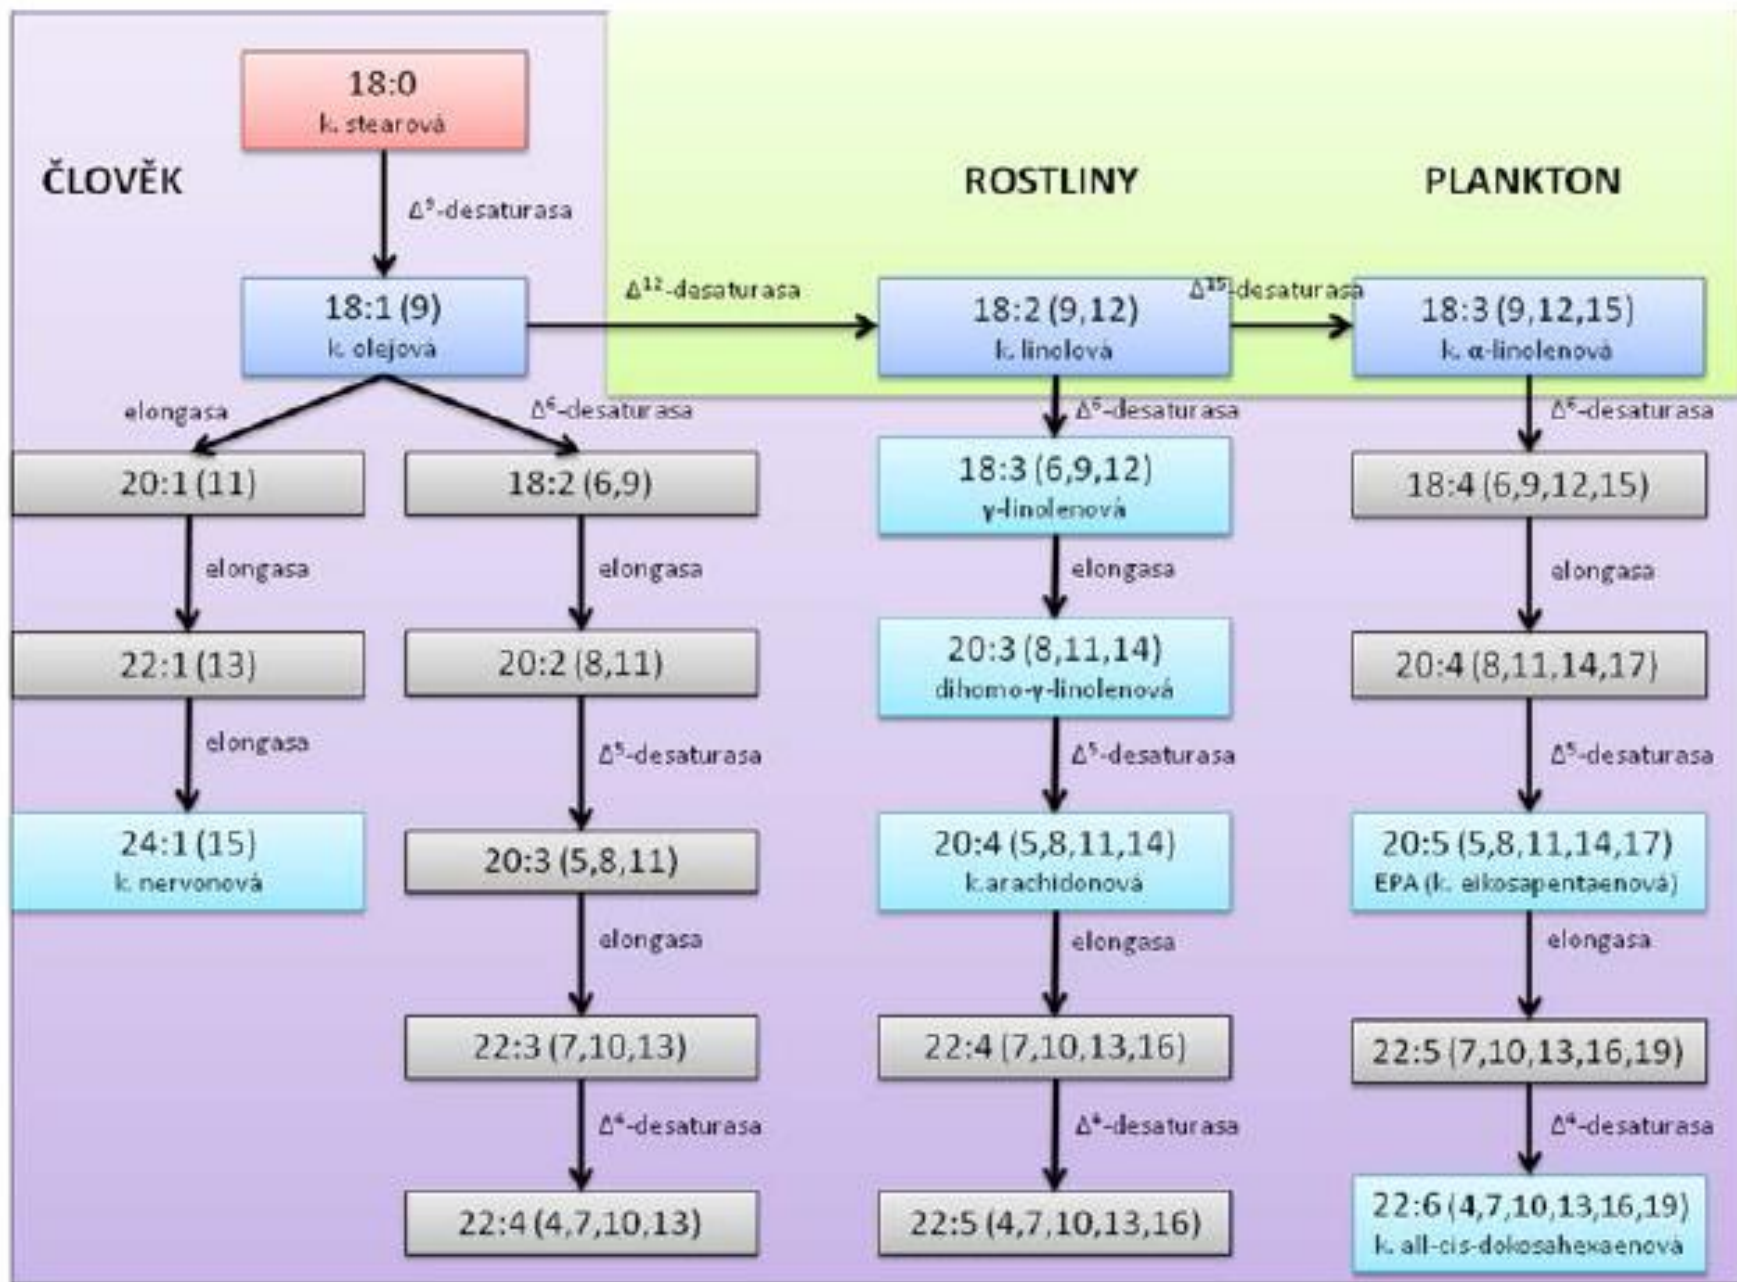 18:0
k. stearová
ČLOVĚK
ROSTLINY
PLANKTON
Δ⁹-desaturasa
18:1 (9)
k. olejová
Δ¹²-desaturasa
18:2 (9,12)
k. linolová
Δ¹⁵-desaturasa
18:3 (9,12,15)
k. α-linolenová
elongasa
Δ⁶-desaturasa
Δ⁶-desaturasa
Δ⁶-desaturasa
20:1 (11)
18:2 (6,9)
18:3 (6,9,12)
γ-linolenová
18:4 (6,9,12,15)
elongasa
elongasa
elongasa
elongasa
22:1 (13)
20:2 (8,11)
20:3 (8,11,14)
dihomo-γ-linolenová
20:4 (8,11,14,17)
elongasa
Δ⁵-desaturasa
Δ⁵-desaturasa
Δ⁵-desaturasa
24:1 (15)
k. nervonová
20:3 (5,8,11)
20:4 (5,8,11,14)
k.arachidonová
20:5 (5,8,11,14,17)
EPA (k. eikosapentaenová)
elongasa
elongasa
elongasa
22:3 (7,10,13)
22:4 (7,10,13,16)
22:5 (7,10,13,16,19)
Δ⁴-desaturasa
Δ⁴-desaturasa
Δ⁴-desaturasa
22:4 (4,7,10,13)
22:5 (4,7,10,13,16)
22:6 (4,7,10,13,16,19)
k. all-cis-dokosahexaenová